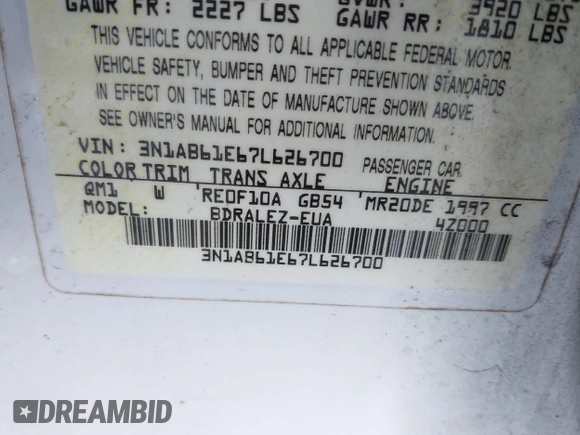 GAWR FR: 2227 LBS
3920 LBS
GAWR RR: 1810 LBS
THIS VEHICLE CONFORMS TO ALL APPLICABLE FEDERAL MOTOR
VEHICLE SAFETY, BUMPER AND THEFT PREVENTION STANDARDS
IN EFFECT ON THE DATE OF MANUFACTURE SHOWN ABOVE.
SEE OWNER'S MANUAL FOR ADDITIONAL INFORMATION.
VIN: 3N1AB61E67L626700 PASSENGER CAR
COLOR TRIM TRANS AXLE ENGINE
QM1 W RE0F10A GB54 MR20DE 1997 CC
MODEL: BDRALEZ-EUA 4Z000
3N1AB61E67L626700
DREAMBID